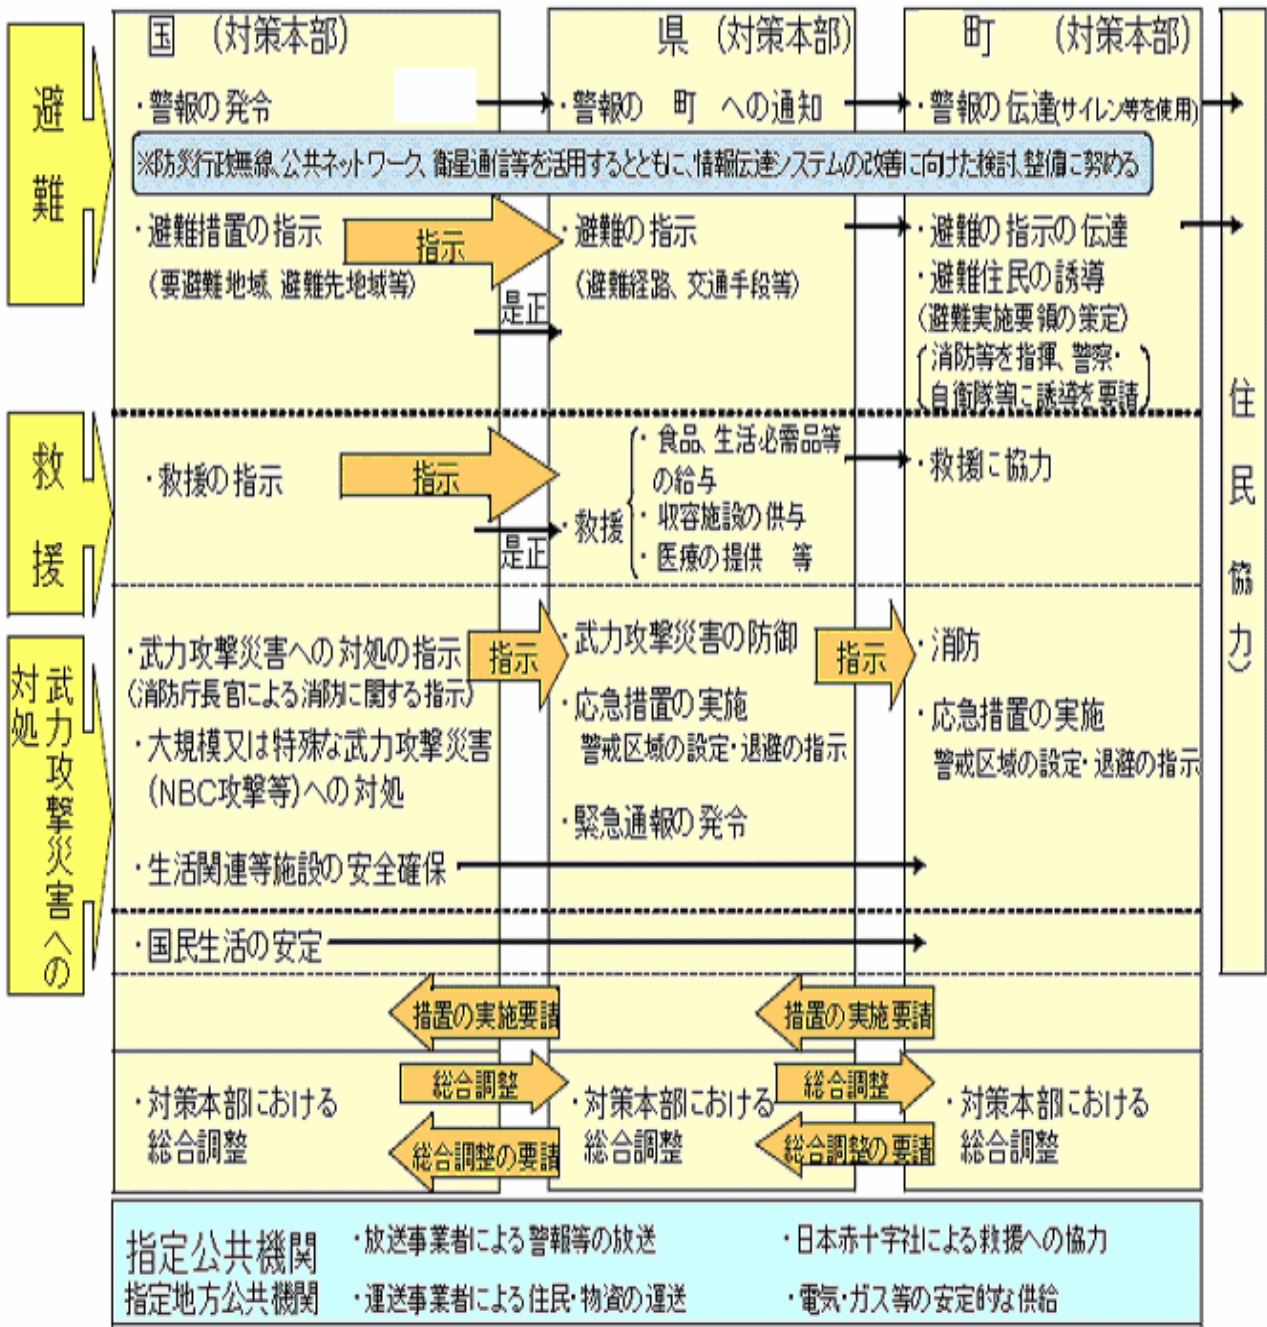 国 (対策本部)
県 (対策本部)
町 (対策本部)
避難
・警報の発令
・警報の 町 への通知
・警報の伝達(サイレン等を使用)
※防災行政無線、公共ネットワーク、衛星通信等を活用するとともに、情報伝達システムの改善に向けた検討、整備に努める
・避難措置の指示
(要避難地域、避難先地域等)
指示
是正
・避難の指示
(避難経路、交通手段等)
・避難の指示の伝達
・避難住民の誘導
(避難実施要領の策定)
消防等を指揮、警察・
自衛隊等に誘導を要請
救援
・救援の指示
指示
是正
・救援
・食品、生活必需品等
の給与
・収容施設の供与
・医療の提供 等
・救援に協力
武力攻撃災害への
対処
・武力攻撃災害への対処の指示
(消防庁長官による消防に関する指示)
・大規模又は特殊な武力攻撃災害
(NBC攻撃等)への対処
・生活関連等施設の安全確保
指示
・武力攻撃災害の防御
・応急措置の実施
警戒区域の設定・退避の指示
・緊急通報の発令
指示
・消防
・応急措置の実施
警戒区域の設定・退避の指示
・国民生活の安定
措置の実施要請
措置の実施要請
・対策本部における
総合調整
総合調整
総合調整の要請
・対策本部における
総合調整
総合調整
総合調整の要請
・対策本部における
総合調整
住民協力)
指定公共機関
指定地方公共機関
・放送事業者による警報等の放送
・日本赤十字社による救援への協力
・運送事業者による住民・物資の運送
・電気・ガス等の安定的な供給